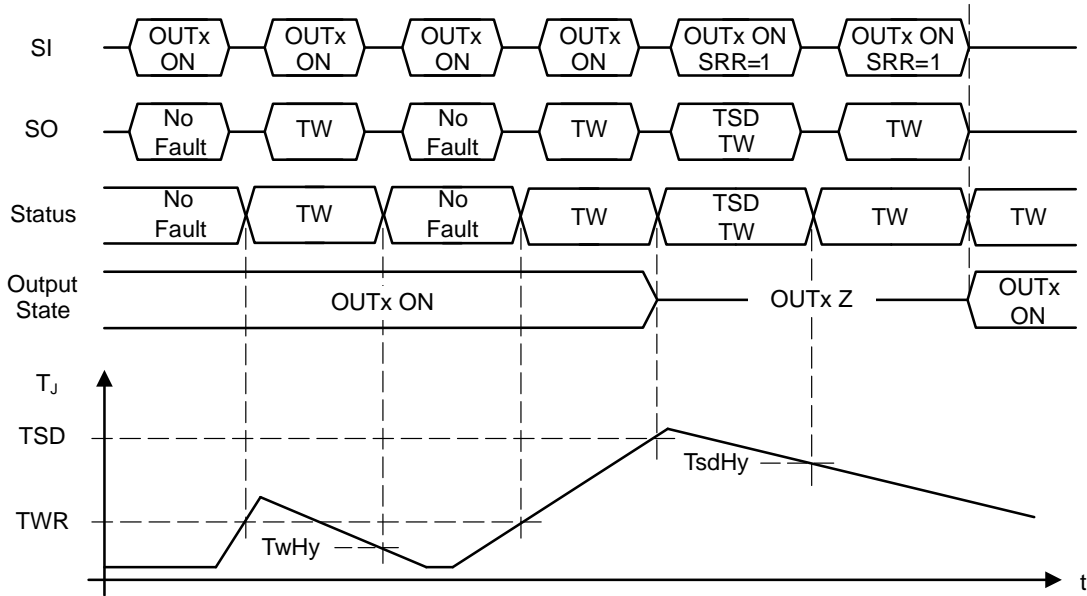 SI
OUTx ON
OUTx ON
OUTx ON
OUTx ON
OUTx ON SRR=1
OUTx ON SRR=1
SO
No Fault
TW
No Fault
TW
TSD TW
TW
Status
No Fault
TW
No Fault
TW
TSD TW
TW
TW
Output State
OUTx ON
OUTx Z
OUTx ON
TJ
TSD
TsdHy
TWR
TwHy
t